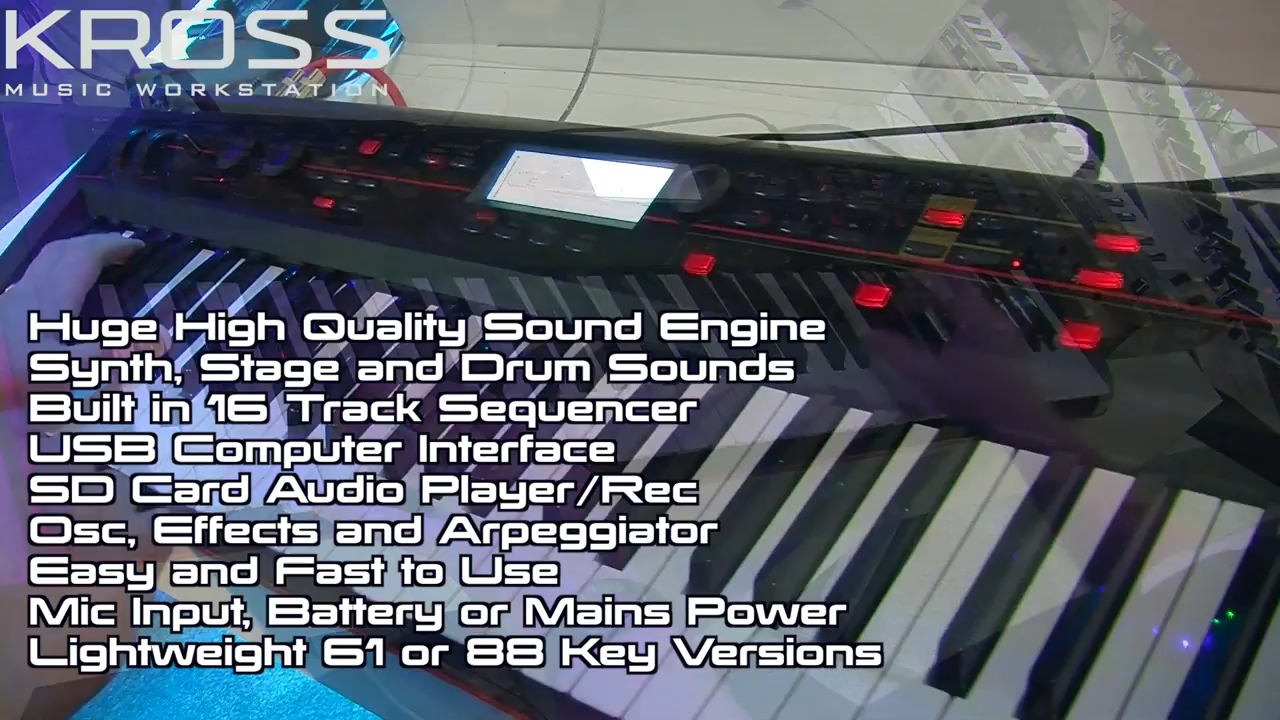 KROSS
MUSIC WORKSTATION
Huge High Quality Sound Engine
Synth, Stage and Drum Sounds
Built in 16 Track Sequencer
USB Computer Interface
SD Card Audio Player/Rec
Osc, Effects and Arpeggiator
Easy and Fast to Use
Mic Input, Battery or Mains Power
Lightweight 61 or 88 Key Versions